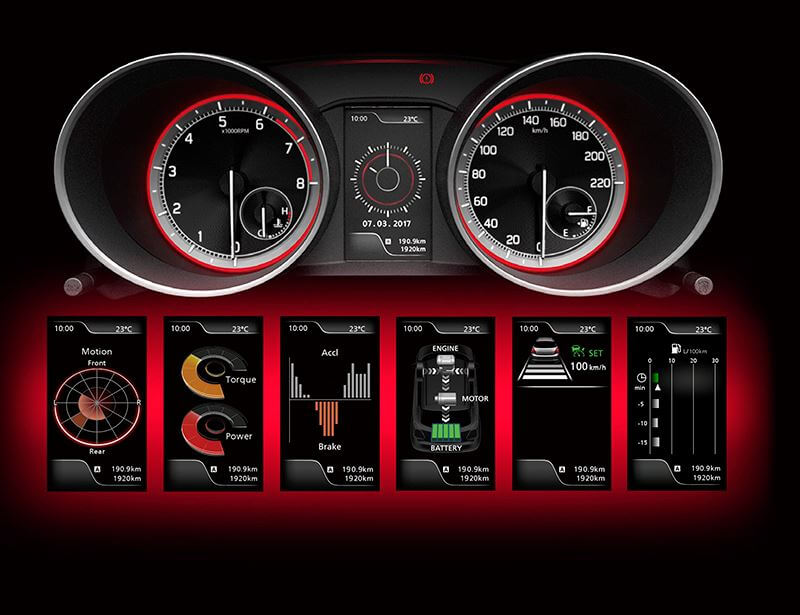 5
6
x1000RPM
4
7
3
8
2
H
1
C
0
10:00 23°C
07.03.2017
B 190.9km
1920km
120 140 160
km/h
100 180
80 200
60 220
40
20
0
F
E
10:00 23°C
Motion
Front
L R
Rear
A 190.9km
1920km
10:00 23°C
Torque
Power
A 190.9km
1920km
10:00 23°C
Accl
Brake
A 190.9km
1920km
10:00 23°C
ENGINE
MOTOR
BATTERY
A 190.9km
1920km
10:00 23°C
SET
100 km/h
A 190.9km
1920km
10:00 23°C
L/100km
0 10 20 30
min
-5
-10
-15
A 190.9km
1920km